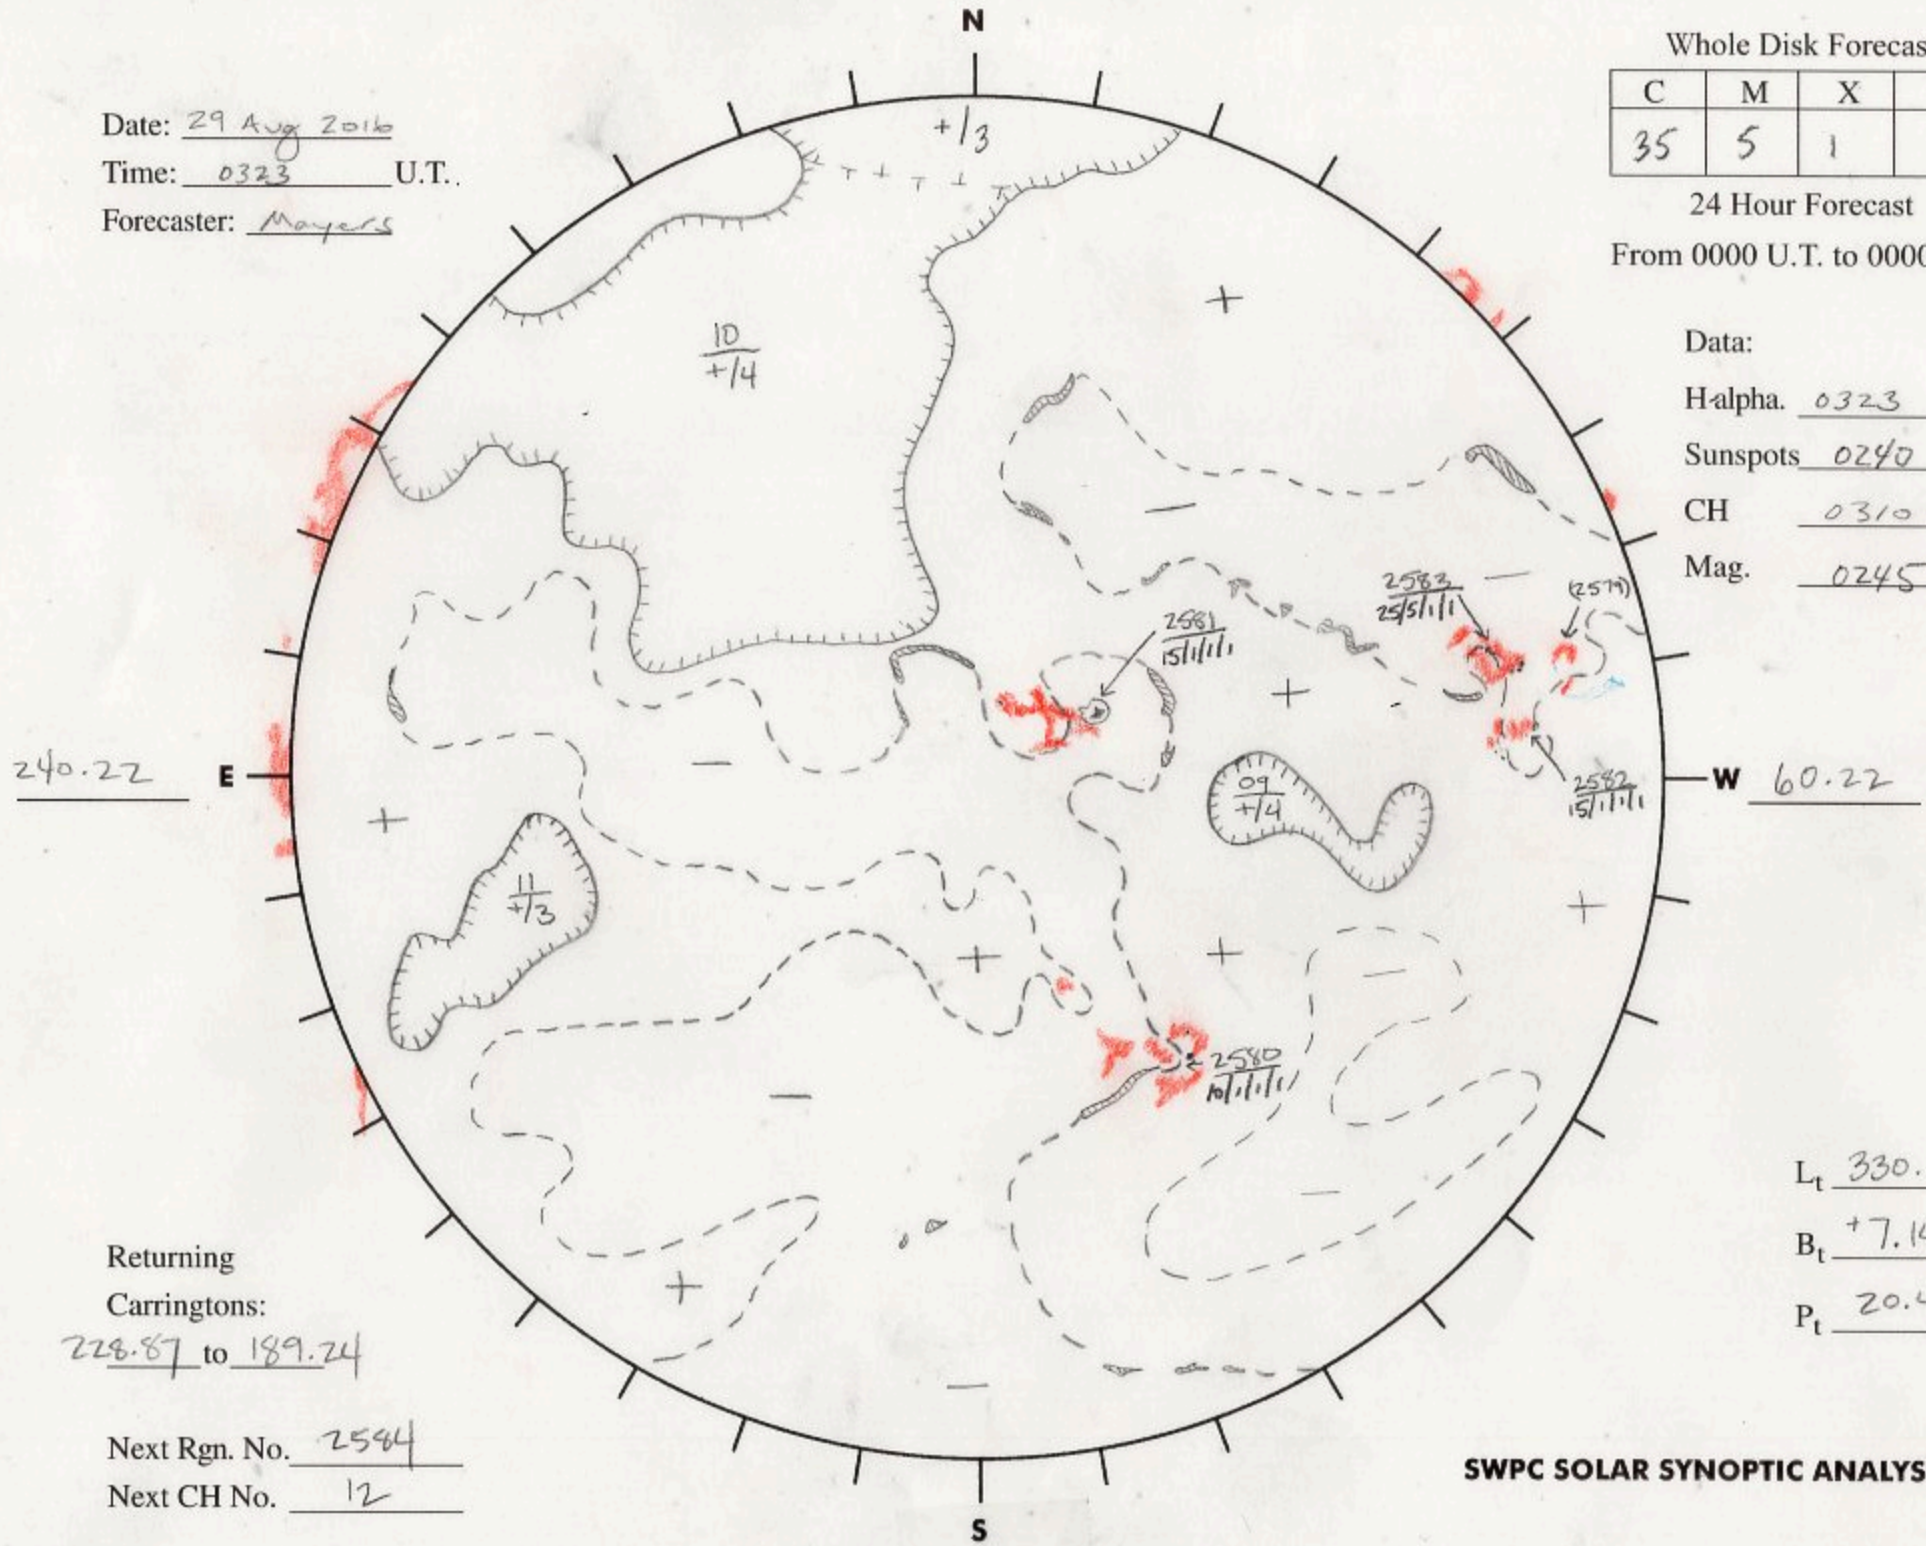 N
Whole Disk Forecas
C M X
35 5 1
24 Hour Forecast
From 0000 U.T. to 0000
Date: 29 Aug 2016
Time: 0323 U.T.
Forecaster: Mayers
+/3
+
10
+/4
Data:
H-alpha. 0323
Sunspots 0240
CH 0310
Mag. 0245
—
—
2583
25/5/1/1
(2579)
2581
15/1/1/1
+
—
240.22 E
W 60.22
09
+/4
2582
15/1/1/1
+
11
+/3
+
+
+
—
2580
10/1/1/1
—
—
+
—
Lt 330.
Bt +7.1
Pt 20.
Returning
Carringtons:
228.87 to 189.24
Next Rgn. No. 2584
Next CH No. 12
SWPC SOLAR SYNOPTIC ANALYS
S